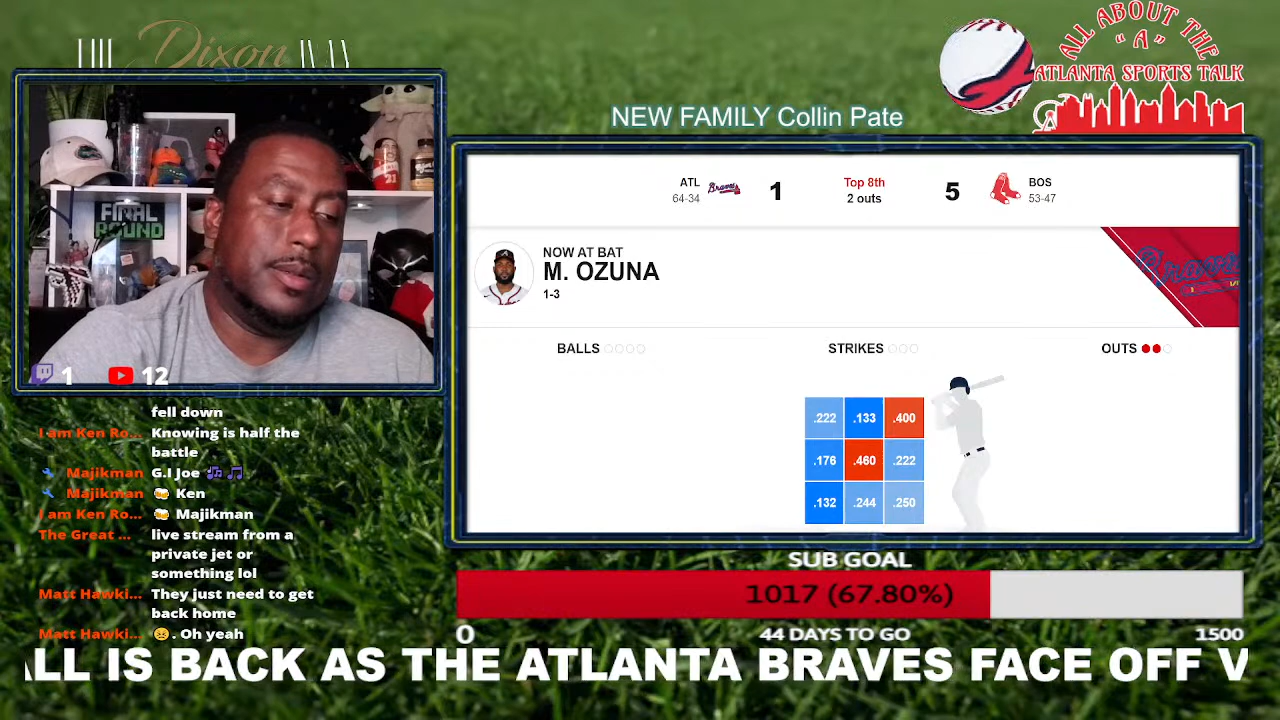 Dixon
ALL ABOUT THE
"A"
ATLANTA SPORTS TALK
NEW FAMILY Collin Pate
FINAL
ROUND
ATL
64-34
Braves
1
Top 8th
2 outs
5
BOS
53-47
NOW AT BAT
M. OZUNA
1-3
Braves
BALLS
STRIKES
OUTS
.222 .133 .400
.176 .460 .222
.132 .244 .250
1 12
fell down
I am Ken Ro... Knowing is half the
battle
Majikman G.I Joe 🎶 🎵
Majikman 🍻 Ken
I am Ken Ro... 🍻 Majikman
The Great ... live stream from a
private jet or
something lol
Matt Hawki... They just need to get
back home
Matt Hawki... 😣. Oh yeah
SUB GOAL
1017 (67.80%)
0 44 DAYS TO GO 1500
ALL IS BACK AS THE ATLANTA BRAVES FACE OFF V